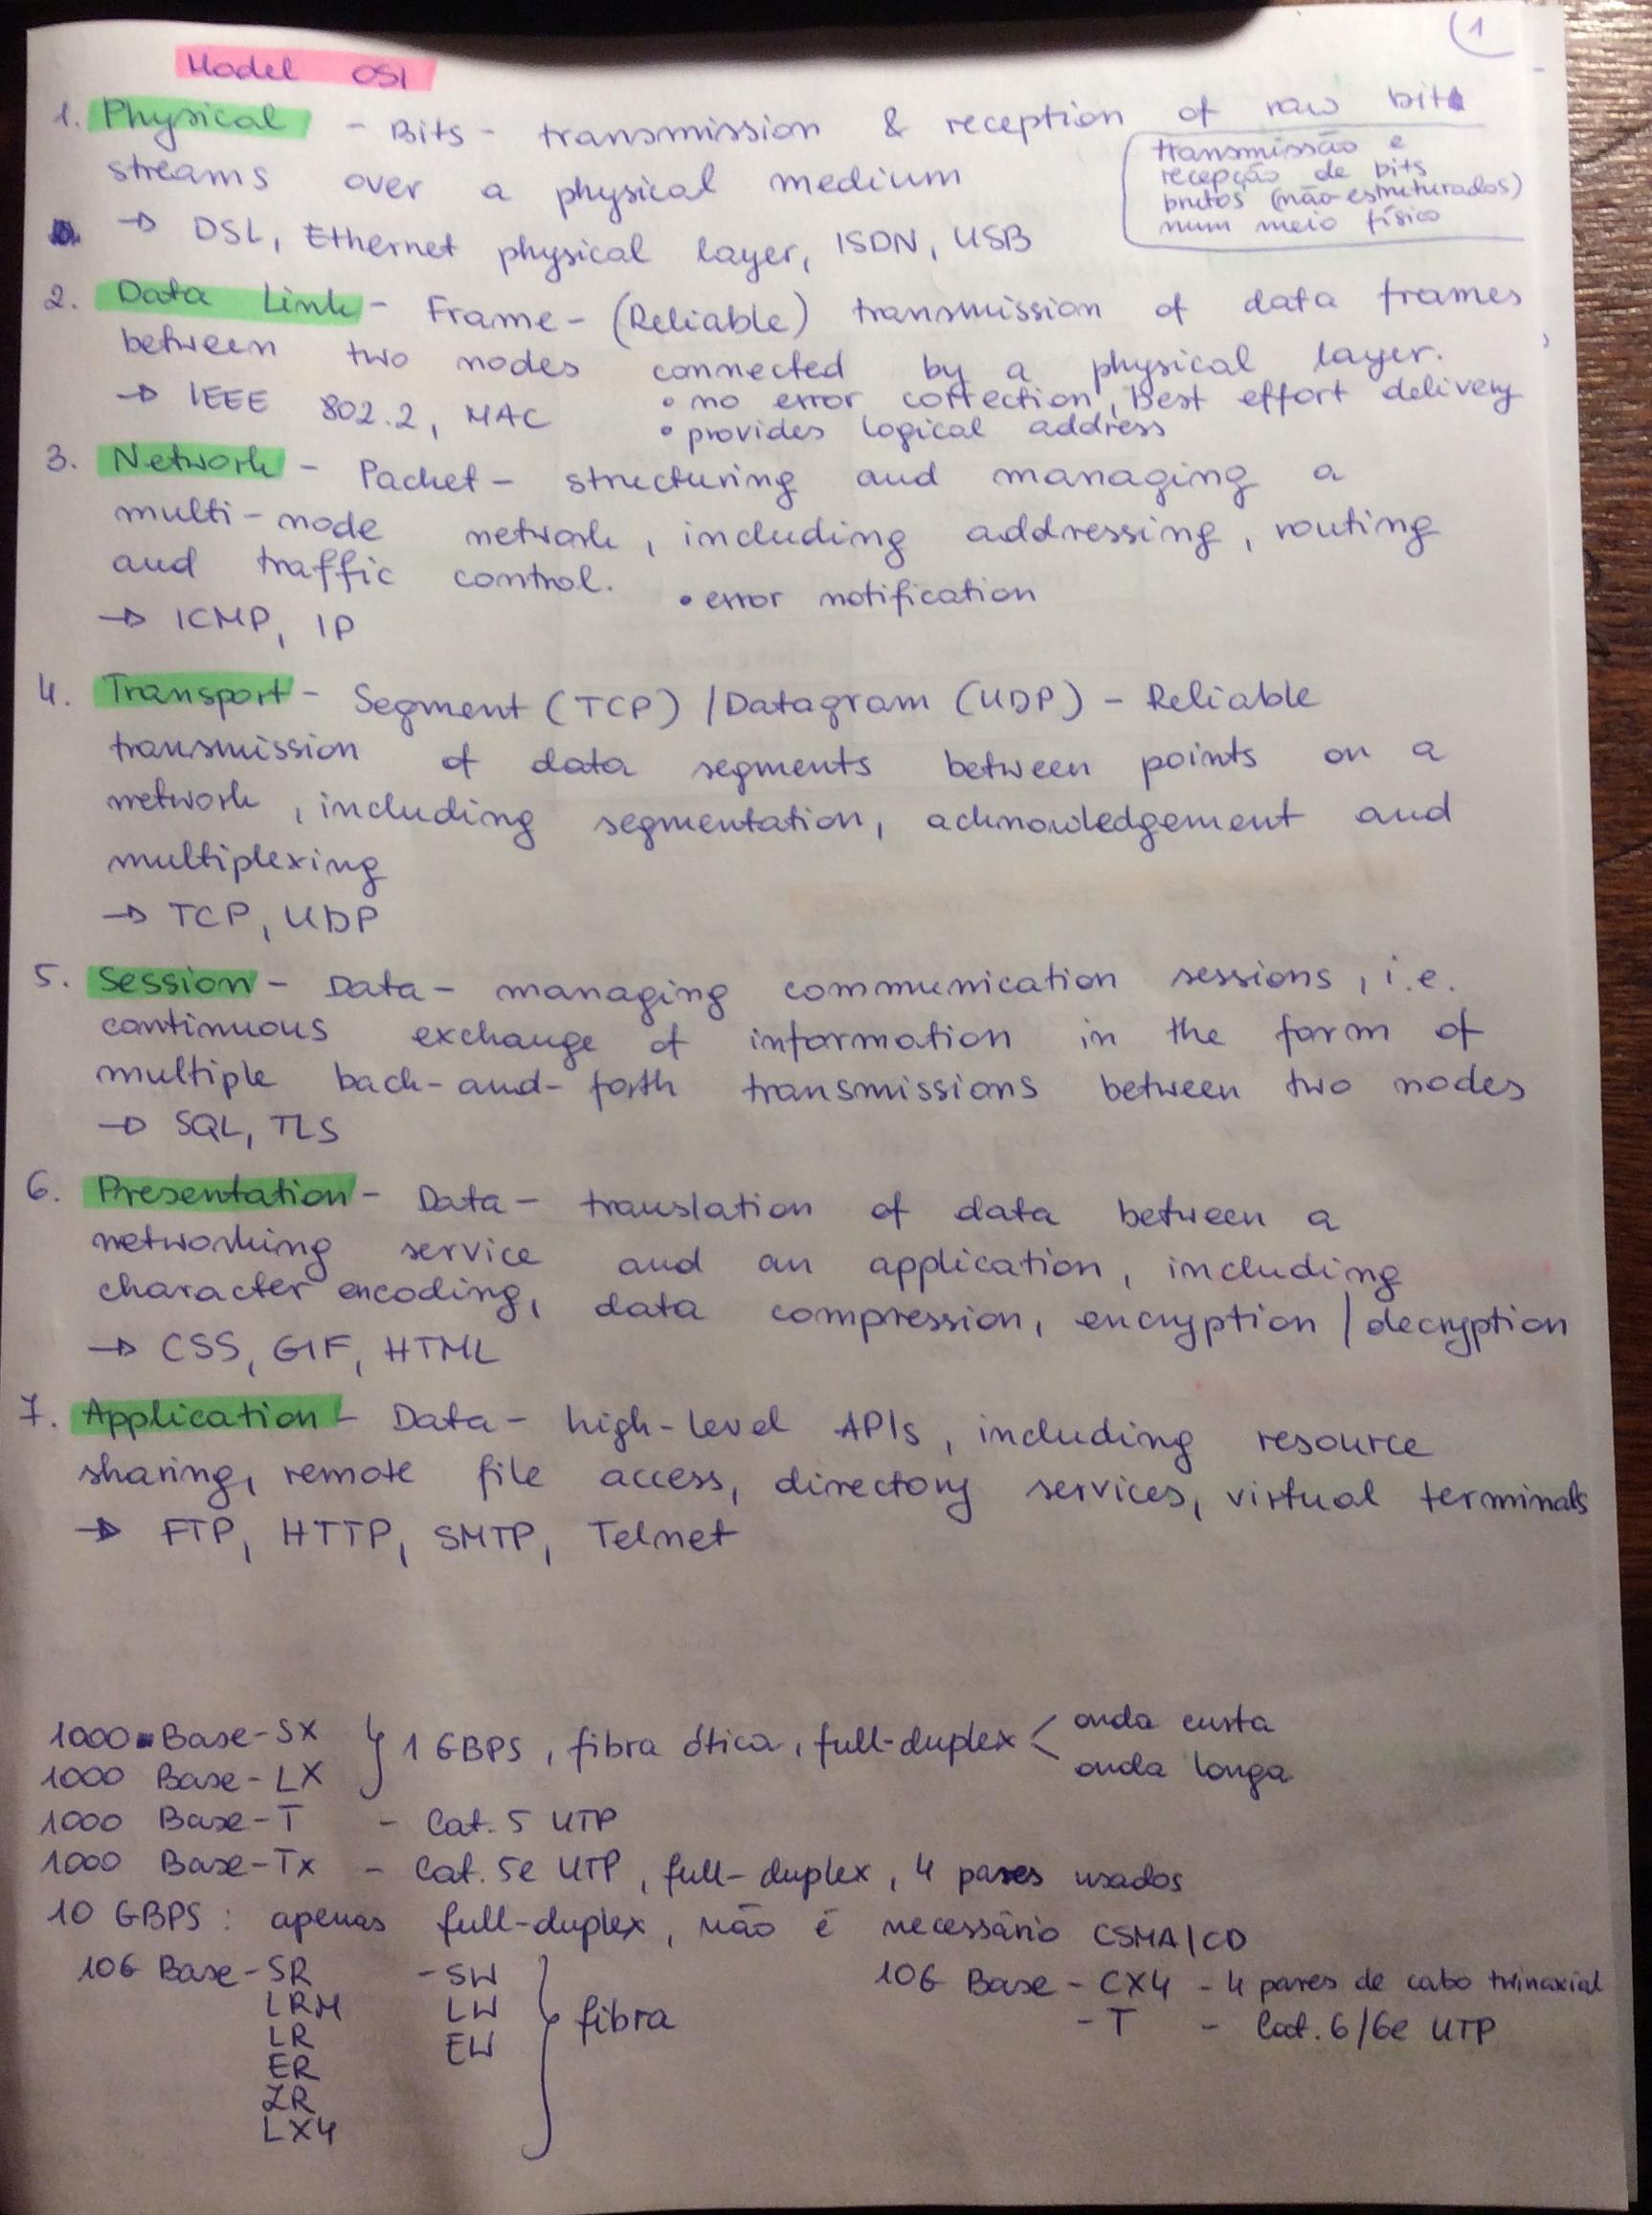 1
Model OSI
1. Physical - Bits - transmission & reception of raw bit
streams over a physical medium
transmissão e
recepção de bits
brutos (não-estruturados)
num meio físico
→ DSL, Ethernet physical layer, ISDN, USB
2. Data Link - Frame - (Reliable) transmission of data frames
between two nodes connected by a physical layer.
→ IEEE 802.2, MAC
• no error correction, best effort delivery
• provides logical address
3. Network - Packet - structuring and managing a
multi-node network, including addressing, routing
and traffic control. • error notification
→ ICMP, IP
4. Transport - Segment (TCP) / Datagram (UDP) - Reliable
transmission of data segments between points on a
network, including segmentation, acknowledgement and
multiplexing
→ TCP, UDP
5. Session - Data - managing communication sessions, i.e.
continuous exchange of information in the form of
multiple back-and-forth transmissions between two nodes
→ SQL, TLS
6. Presentation - Data - translation of data between a
networking service and an application, including
character encoding, data compression, encryption / decryption
→ CSS, GIF, HTML
7. Application - Data - high-level APIs, including resource
sharing, remote file access, directory services, virtual terminals
→ FTP, HTTP, SMTP, Telnet
1000 Base-SX } 1 GBPS, fibra ótica, full-duplex < onda curta
1000 Base-LX onda longa
1000 Base-T - Cat. 5 UTP
1000 Base-Tx - Cat. 5e UTP, full-duplex, 4 pares usados
10 GBPS: apenas full-duplex, não é necessário CSMA/CD
10G Base-SR -SW 10G Base - CX4 - 4 pares de cabo twinaxial
LRM LW } fibra - T - Cat. 6/6e UTP
LR EW
ER
ZR
LX4